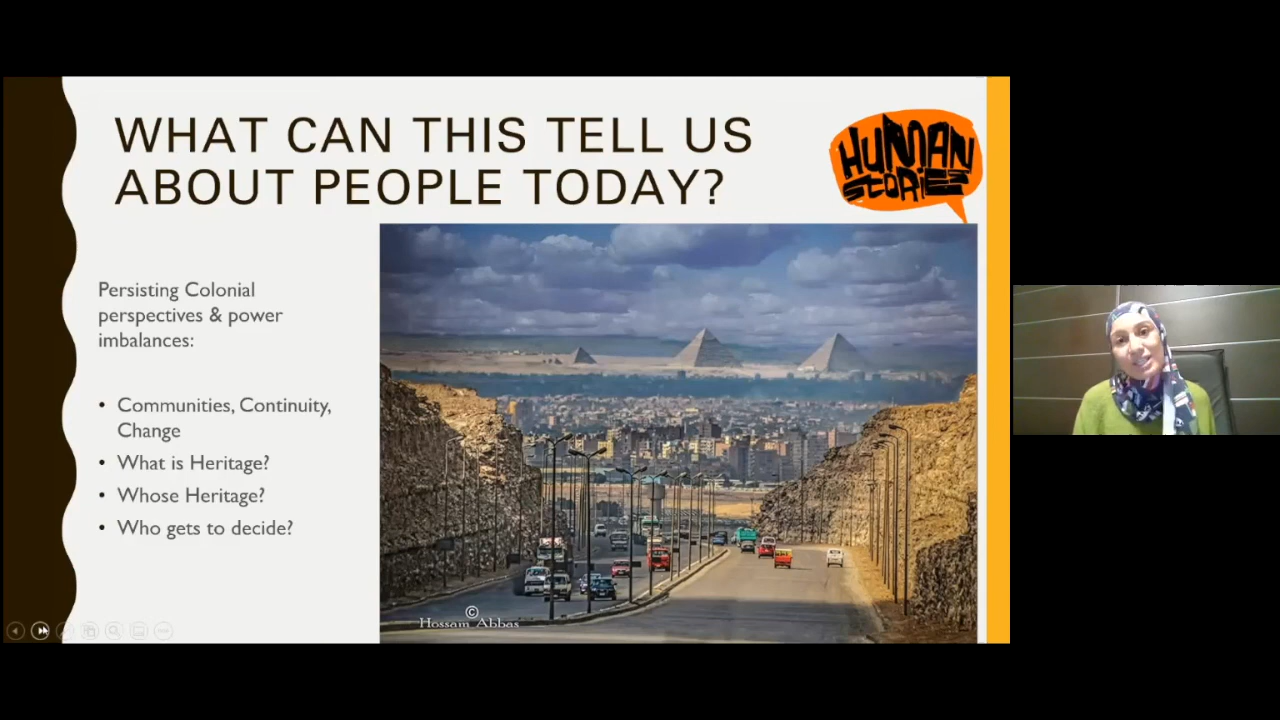 WHAT CAN THIS TELL US
ABOUT PEOPLE TODAY?
HUMAN
STORIES
Persisting Colonial
perspectives & power
imbalances:
• Communities, Continuity,
Change
• What is Heritage?
• Whose Heritage?
• Who gets to decide?
©
Hossam Abbas